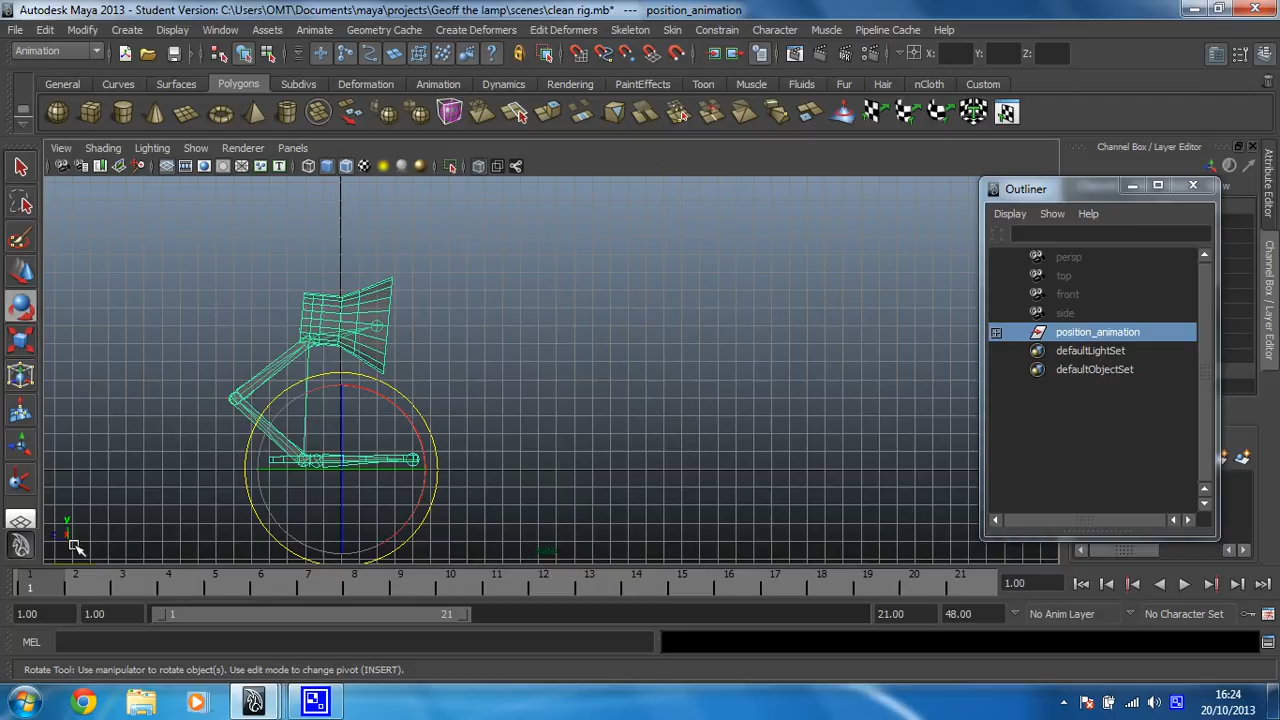 Autodesk Maya 2013 - Student Version: C:\Users\OMT\Documents\maya\projects\Geoff the lamp\scenes\clean rig.mb* --- position_animation
File Edit Modify Create Display Window Assets Animate Geometry Cache Create Deformers Edit Deformers Skeleton Skin Constrain Character Muscle Pipeline Cache Help
Animation X: Y: Z:
General Curves Surfaces Polygons Subdivs Deformation Animation Dynamics Rendering PaintEffects Toon Muscle Fluids Fur Hair nCloth Custom
View Shading Lighting Show Renderer Panels
Channel Box / Layer Editor
Outliner
Display Show Help
persp
top
front
side
position_animation
defaultLightSet
defaultObjectSet
Attribute Editor
Channel Box / Layer Editor
y
1 2 3 4 5 6 7 8 9 10 11 12 13 14 15 16 17 18 19 20 21
1 1.00
1.00 1.00 1 21 21.00 48.00 No Anim Layer No Character Set
MEL
Rotate Tool: Use manipulator to rotate object(s). Use edit mode to change pivot (INSERT).
16:24
20/10/2013